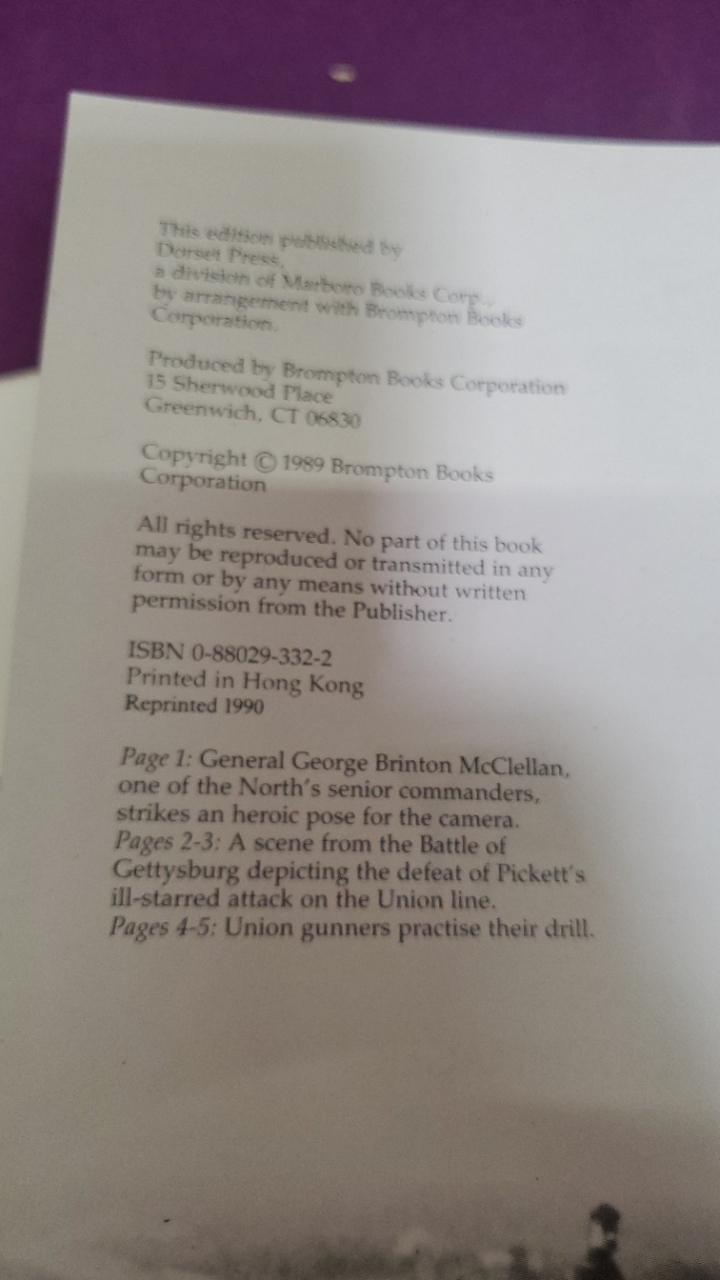 This edition published by
Dorset Press,
a division of Marboro Books Corp.,
by arrangement with Brompton Books
Corporation.
Produced by Brompton Books Corporation
15 Sherwood Place
Greenwich, CT 06830
Copyright © 1989 Brompton Books
Corporation
All rights reserved. No part of this book
may be reproduced or transmitted in any
form or by any means without written
permission from the Publisher.
ISBN 0-88029-332-2
Printed in Hong Kong
Reprinted 1990
Page 1: General George Brinton McClellan,
one of the North's senior commanders,
strikes an heroic pose for the camera.
Pages 2-3: A scene from the Battle of
Gettysburg depicting the defeat of Pickett's
ill-starred attack on the Union line.
Pages 4-5: Union gunners practise their drill.